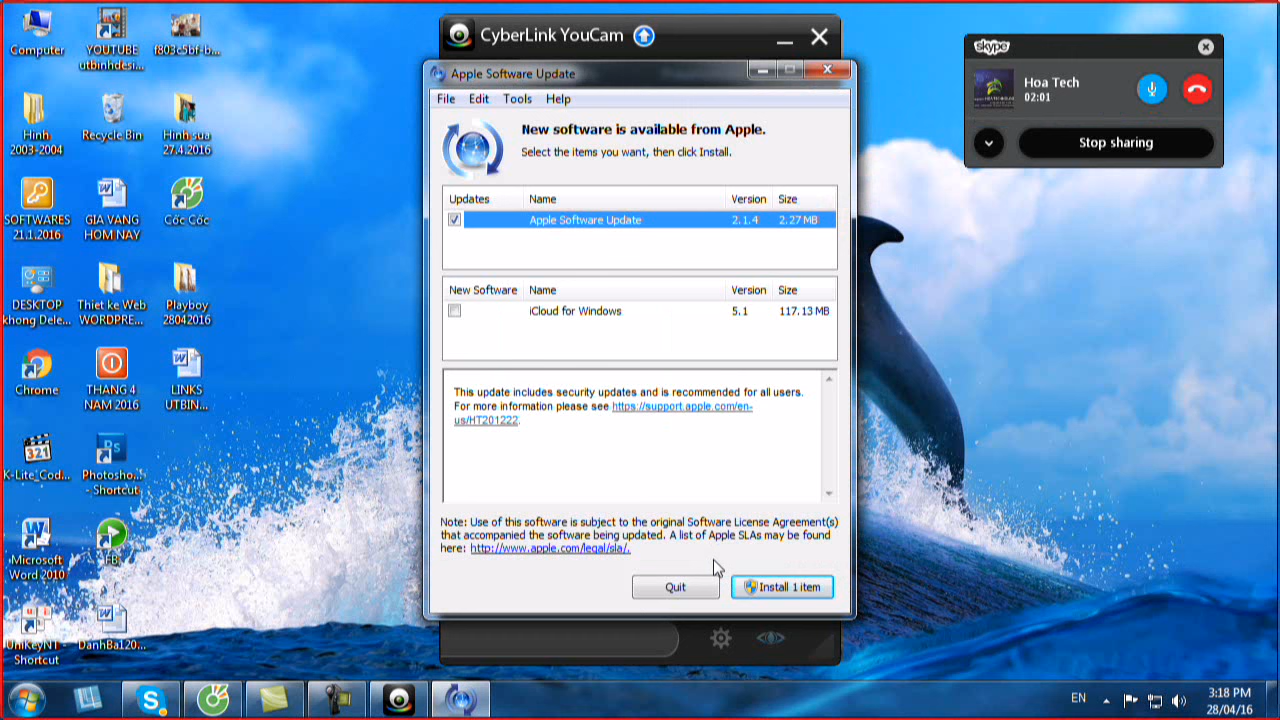 Computer
YOUTUBE
utbinhdesi...
f803c5bf-b...
Hinh
2003-2004
Recycle Bin
Hinh sua
27.4.2016
SOFTWARES
21.1.2016
GIA VANG
HOM NAY
Cốc Cốc
DESKTOP
khong Dele...
Thiet ke Web
WORDPRE...
Playboy
28042016
Chrome
THANG 4
NAM 2016
LINKS
UTBIN...
321
K-Lite_Cod...
Ps
Photosho...
- Shortcut
Microsoft
Word 2010
FB
UniKeyNT -
Shortcut
DanhBa120...
CyberLink YouCam
Apple Software Update
File Edit Tools Help
New software is available from Apple.
Select the items you want, then click Install.
Updates Name Version Size
Apple Software Update 2.1.4 2.27 MB
New Software Name Version Size
iCloud for Windows 5.1 117.13 MB
This update includes security updates and is recommended for all users.
For more information please see https://support.apple.com/en-
us/HT201222.
Note: Use of this software is subject to the original Software License Agreement(s)
that accompanied the software being updated. A list of Apple SLAs may be found
here: http://www.apple.com/legal/sla/.
Quit Install 1 item
skype
Hoa Tech
02:01
Stop sharing
EN
3:18 PM
28/04/16